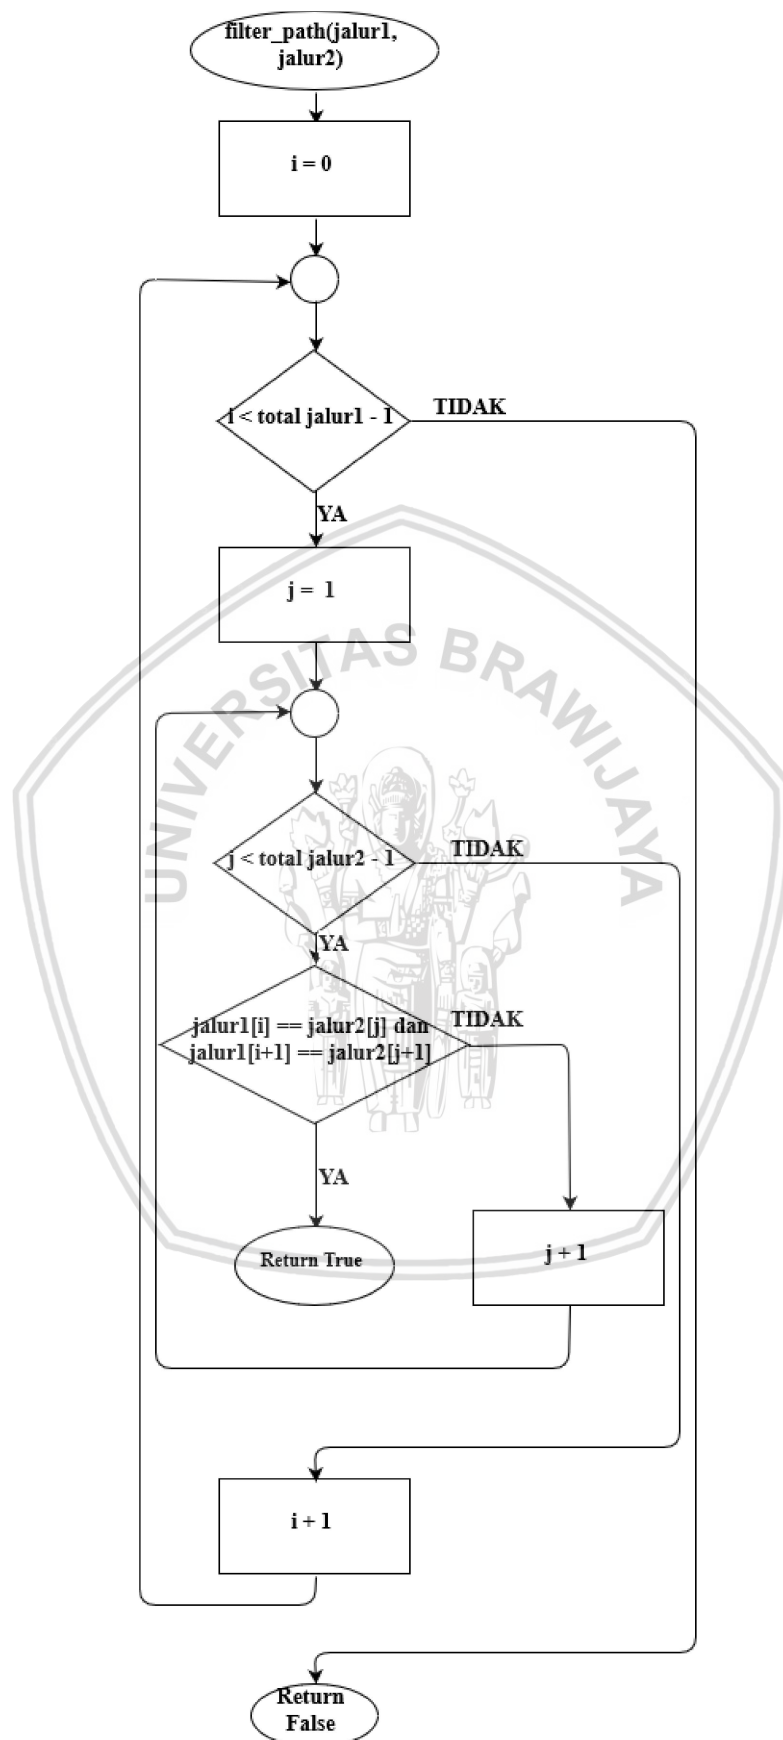 filter_path(jalur1,
jalur2)
i = 0
i < total jalur1 - 1
TIDAK
YA
j = 1
UNIVERSITAS BRAWIJAYA
j < total jalur2 - 1
TIDAK
YA
jalur1[i] == jalur2[j] dan
jalur1[i+1] == jalur2[j+1]
TIDAK
YA
Return True
j + 1
i + 1
Return
False